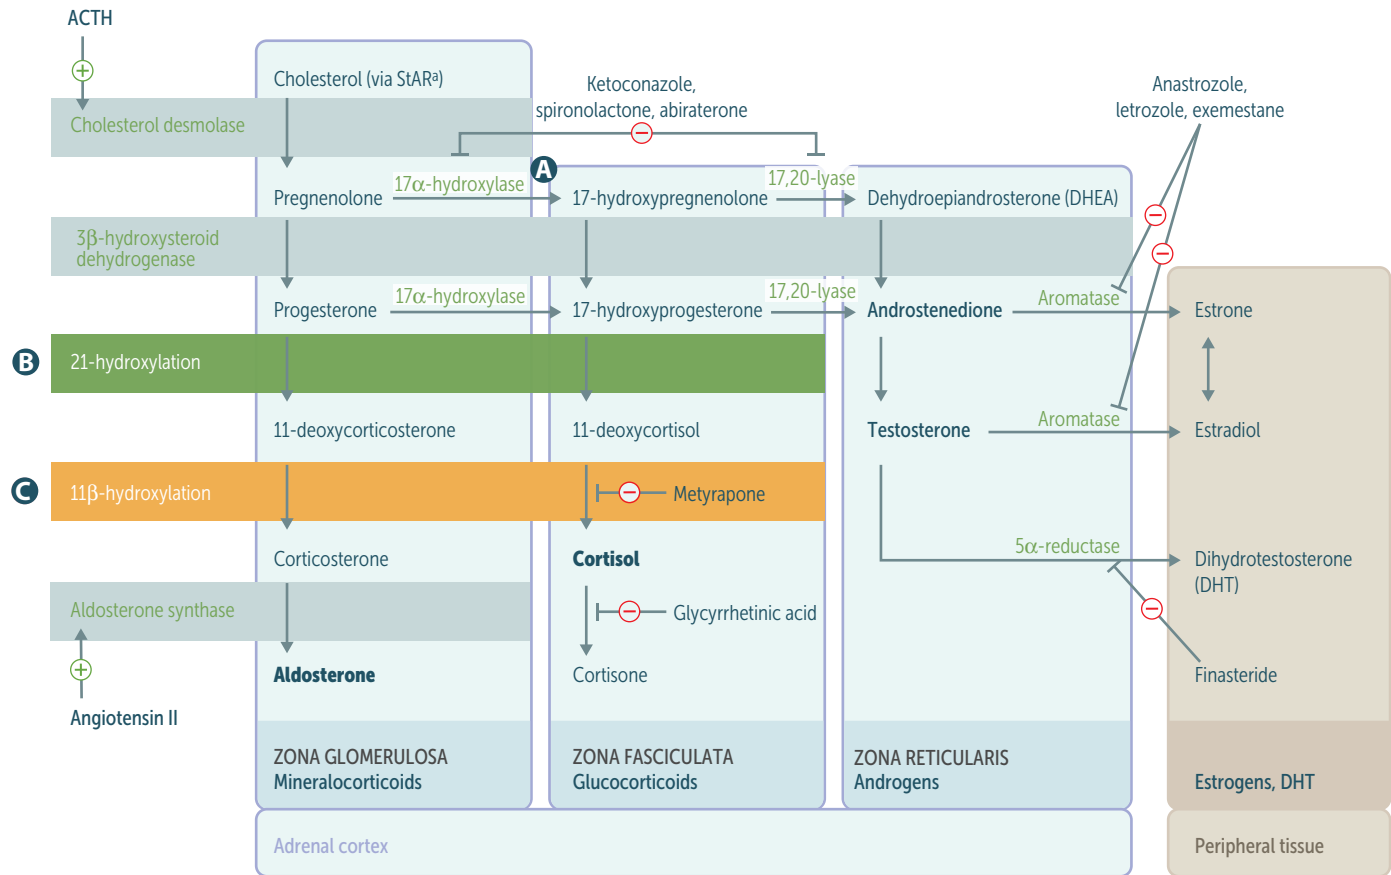 ACTH
Cholesterol (via StARᵃ)
Ketoconazole,
spironolactone, abiraterone
Anastrozole,
letrozole, exemestane
Cholesterol desmolase
A
Pregnenolone
17α-hydroxylase
17-hydroxypregnenolone
17,20-lyase
Dehydroepiandrosterone (DHEA)
3β-hydroxysteroid
dehydrogenase
Progesterone
17α-hydroxylase
17-hydroxyprogesterone
17,20-lyase
Androstenedione
Aromatase
Estrone
B
21-hydroxylation
11-deoxycorticosterone
11-deoxycortisol
Testosterone
Aromatase
Estradiol
C
11β-hydroxylation
Metyrapone
Corticosterone
Cortisol
5α-reductase
Dihydrotestosterone
(DHT)
Aldosterone synthase
Glycyrrhetinic acid
Aldosterone
Cortisone
Finasteride
Angiotensin II
ZONA GLOMERULOSA
Mineralocorticoids
ZONA FASCICULATA
Glucocorticoids
ZONA RETICULARIS
Androgens
Estrogens, DHT
Adrenal cortex
Peripheral tissue